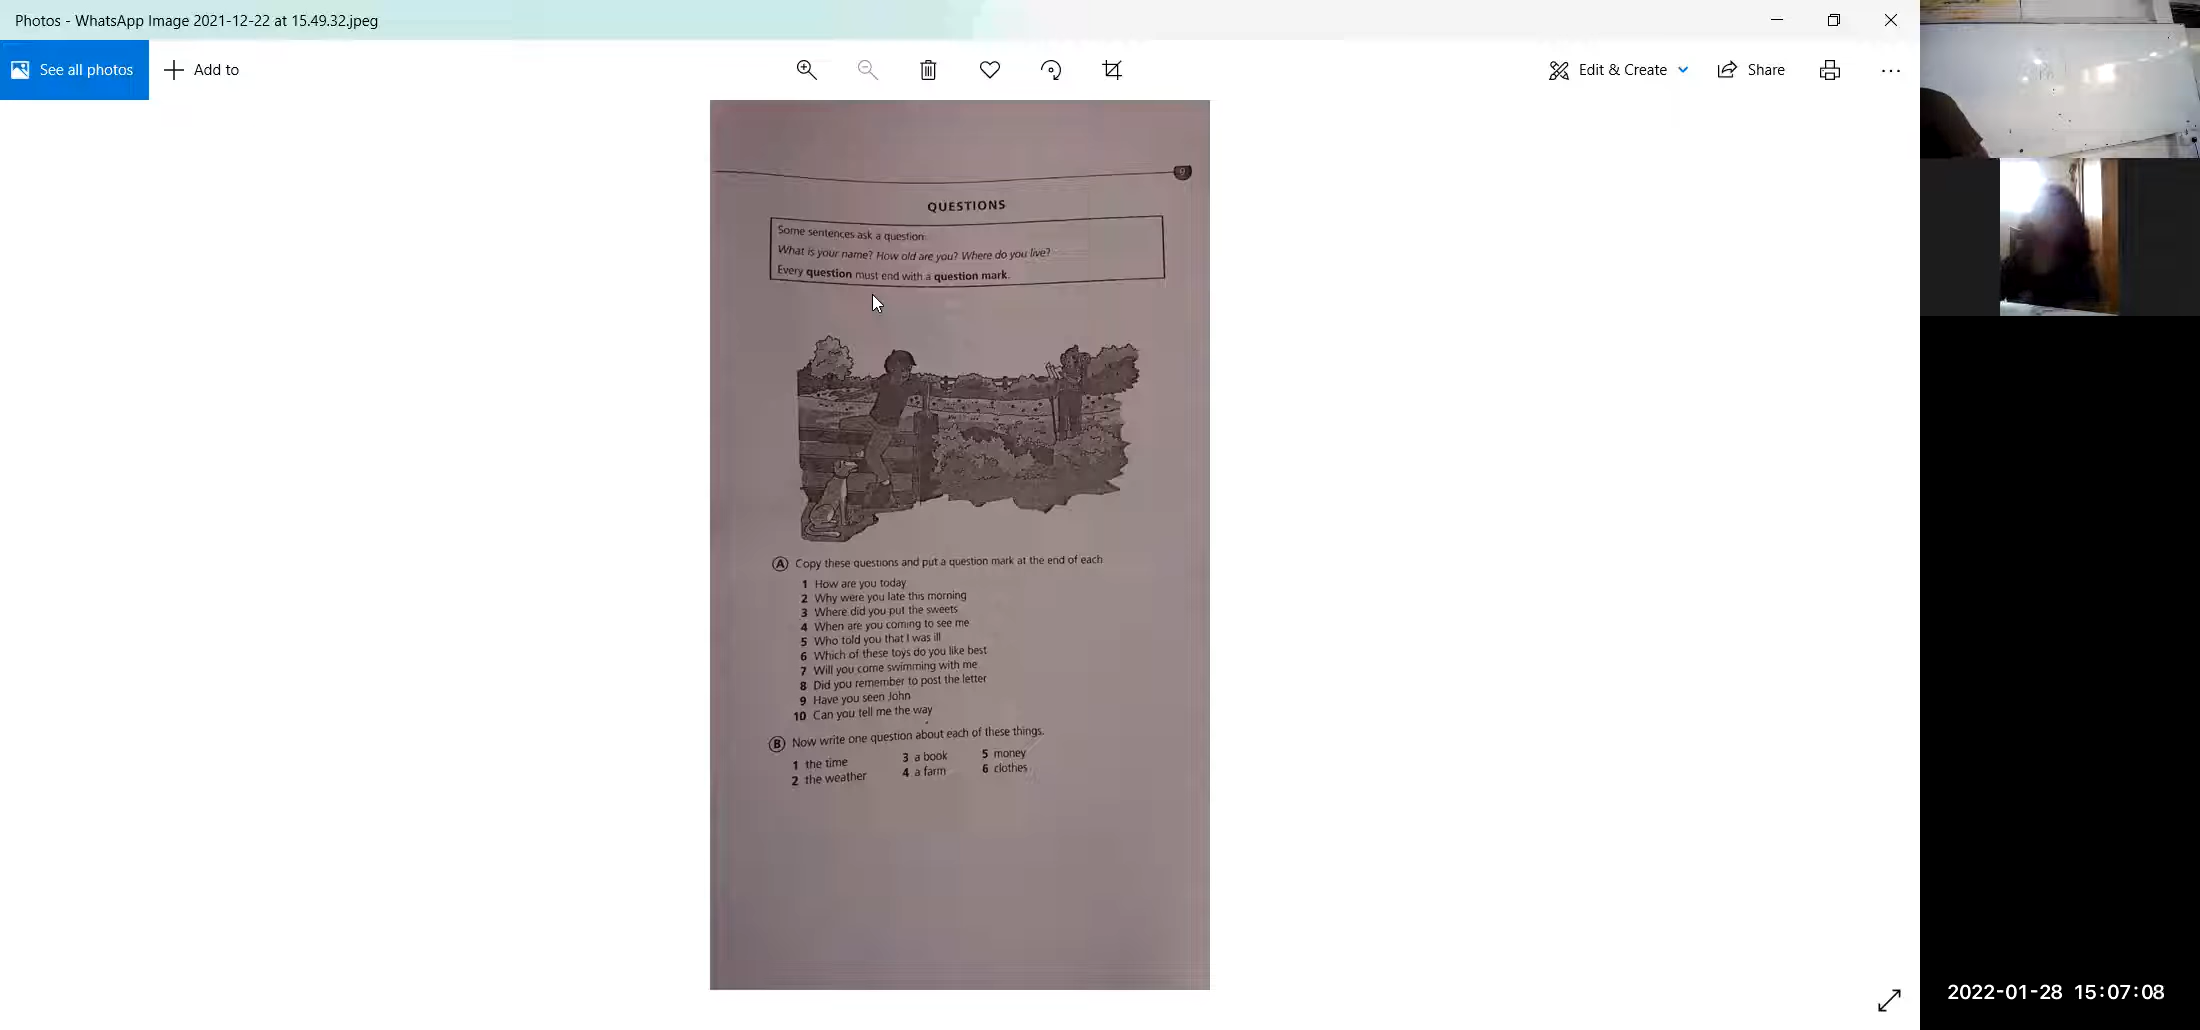 Photos - WhatsApp Image 2021-12-22 at 15.49.32.jpeg
See all photos
Add to
Edit & Create
Share
9
QUESTIONS
Some sentences ask a question:
What is your name? How old are you? Where do you live?
Every question must end with a question mark.
A Copy these questions and put a question mark at the end of each
1 How are you today
2 Why were you late this morning
3 Where did you put the sweets
4 When are you coming to see me
5 Who told you that I was ill
6 Which of these toys do you like best
7 Will you come swimming with me
8 Did you remember to post the letter
9 Have you seen John
10 Can you tell me the way
B Now write one question about each of these things.
1 the time 3 a book 5 money
2 the weather 4 a farm 6 clothes
2022-01-28 15:07:08